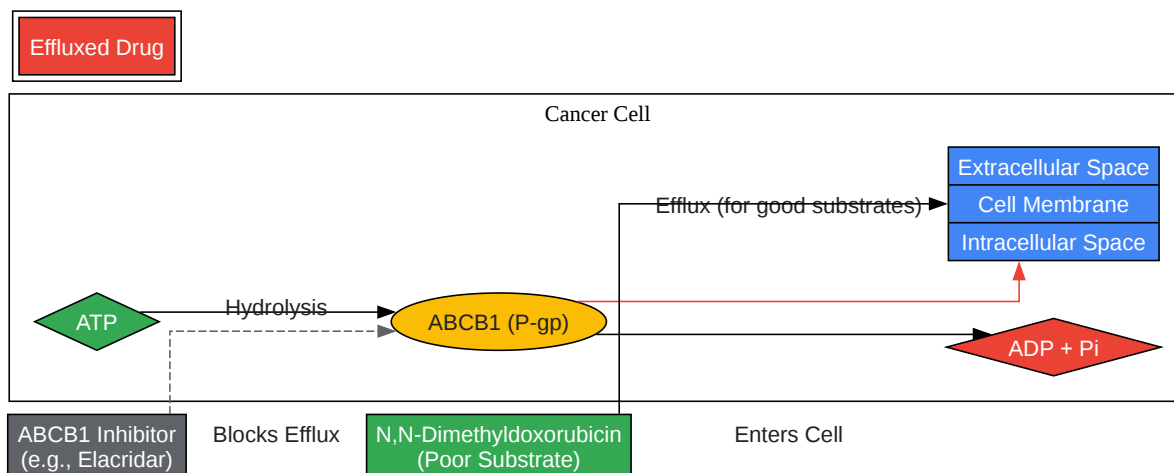 Effluxed Drug
Cancer Cell
Extracellular Space
Efflux (for good substrates)
Cell Membrane
Intracellular Space
Hydrolysis
ATP
ABCB1 (P-gp)
ADP + Pi
ABCB1 Inhibitor
(e.g., Elacridar)
Blocks Efflux
N,N-Dimethyldoxorubicin
(Poor Substrate)
Enters Cell